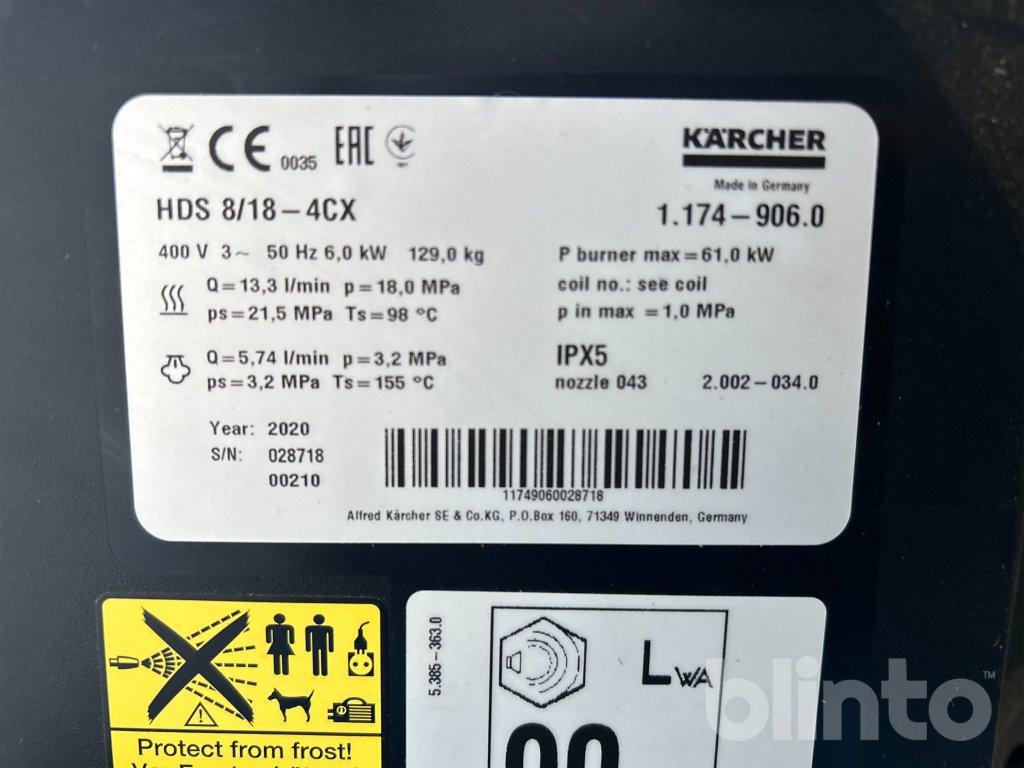 CE 0035 EAC
KÄRCHER
Made in Germany
HDS 8/18-4CX
1.174-906.0
400 V 3~ 50 Hz 6,0 kW 129,0 kg
P burner max=61,0 kW
Q=13,3 l/min p=18,0 MPa
coil no.: see coil
ps=21,5 MPa Ts=98 °C
p in max =1,0 MPa
Q=5,74 l/min p=3,2 MPa
IPX5
ps=3,2 MPa Ts=155 °C
nozzle 043 2.002-034.0
Year: 2020
S/N: 028718
00210
11749060028718
Alfred Kärcher SE & Co.KG, P.O.Box 160, 71349 Winnenden, Germany
Protect from frost!
5.385-363.0
LWA
blinto™